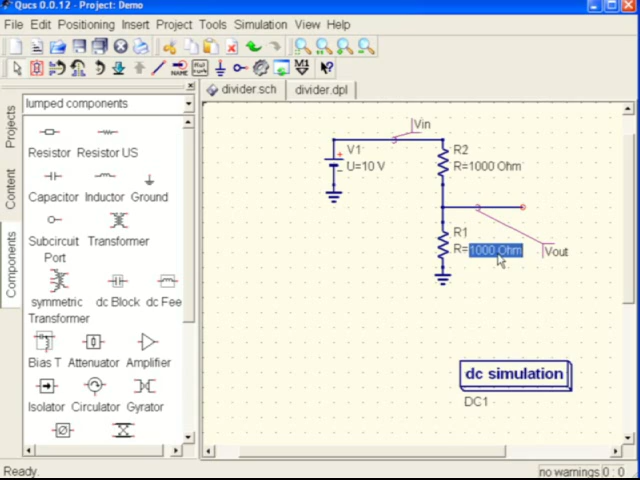 Qucs 0.0.12 - Project: Demo
File Edit Positioning Insert Project Tools Simulation View Help
NAME
divider.sch divider.dpl
Projects
Content
Components
lumped components
Resistor Resistor US
Capacitor Inductor Ground
Subcircuit Port Transformer
symmetric Transformer dc Block dc Fee
Bias T Attenuator Amplifier
Isolator Circulator Gyrator
Vin
V1
U=10 V
R2
R=1000 Ohm
R1
R=1000 Ohm
Vout
dc simulation
DC1
Ready.
no warnings 0 : 0